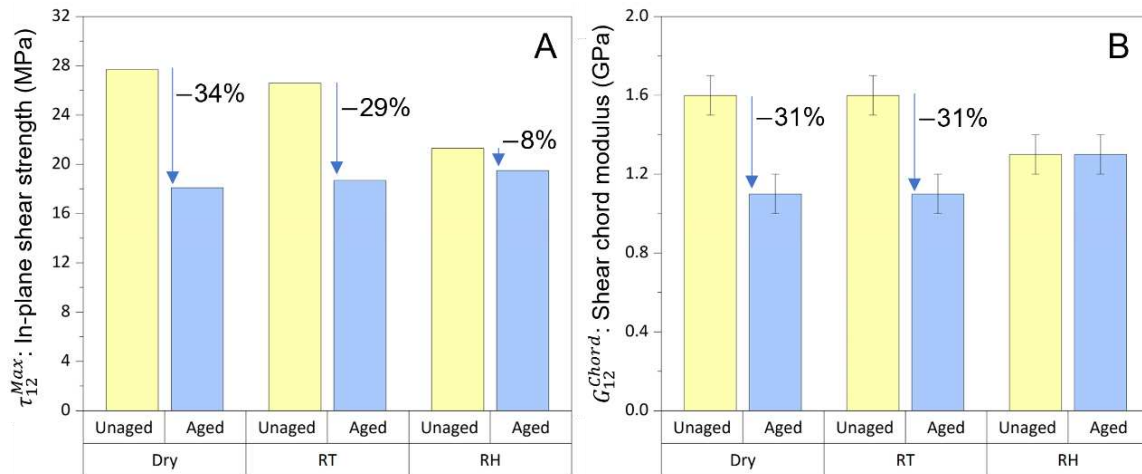 A
τ₁₂ᴹᵃˣ: In-plane shear strength (MPa)
32
28
24
20
16
12
8
4
0
−34%
−29%
−8%
Unaged Aged Unaged Aged Unaged Aged
Dry RT RH
B
G₁₂ᶜʰᵒʳᵈ: Shear chord modulus (GPa)
2.0
1.6
1.2
0.8
0.4
0.0
−31%
−31%
Unaged Aged Unaged Aged Unaged Aged
Dry RT RH